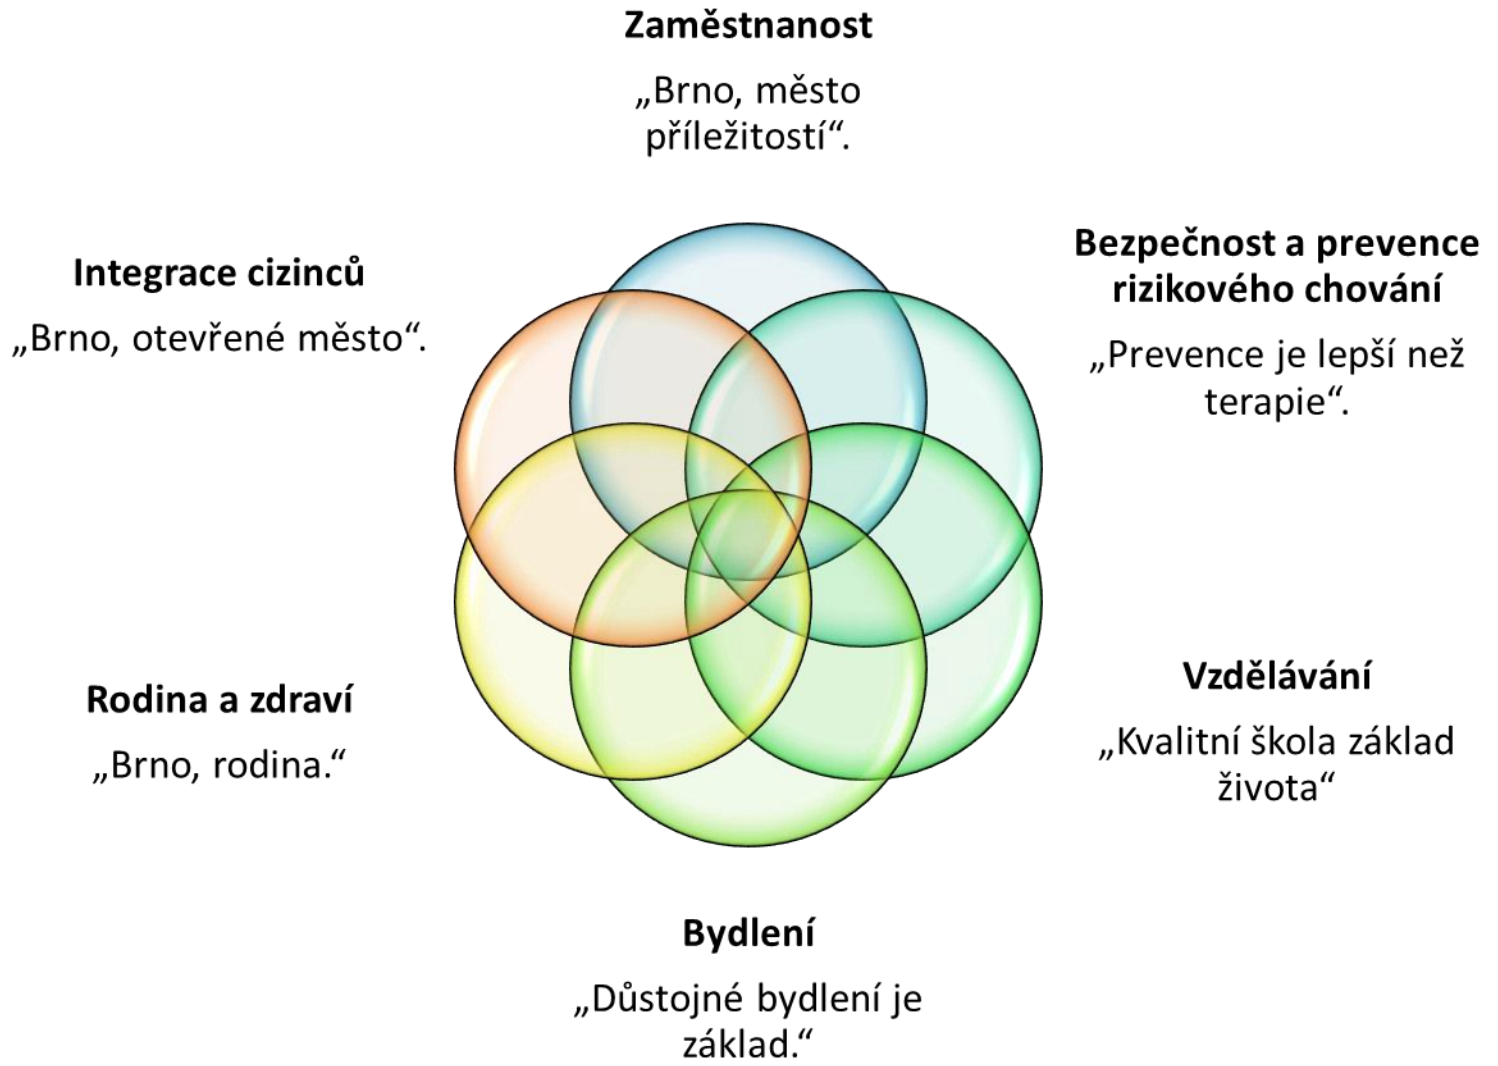 Zaměstnanost
„Brno, město
příležitostí“.
Bezpečnost a prevence
rizikového chování
„Prevence je lepší než
terapie“.
Vzdělávání
„Kvalitní škola základ
života“
Bydlení
„Důstojné bydlení je
základ.“
Rodina a zdraví
„Brno, rodina.“
Integrace cizinců
„Brno, otevřené město“.